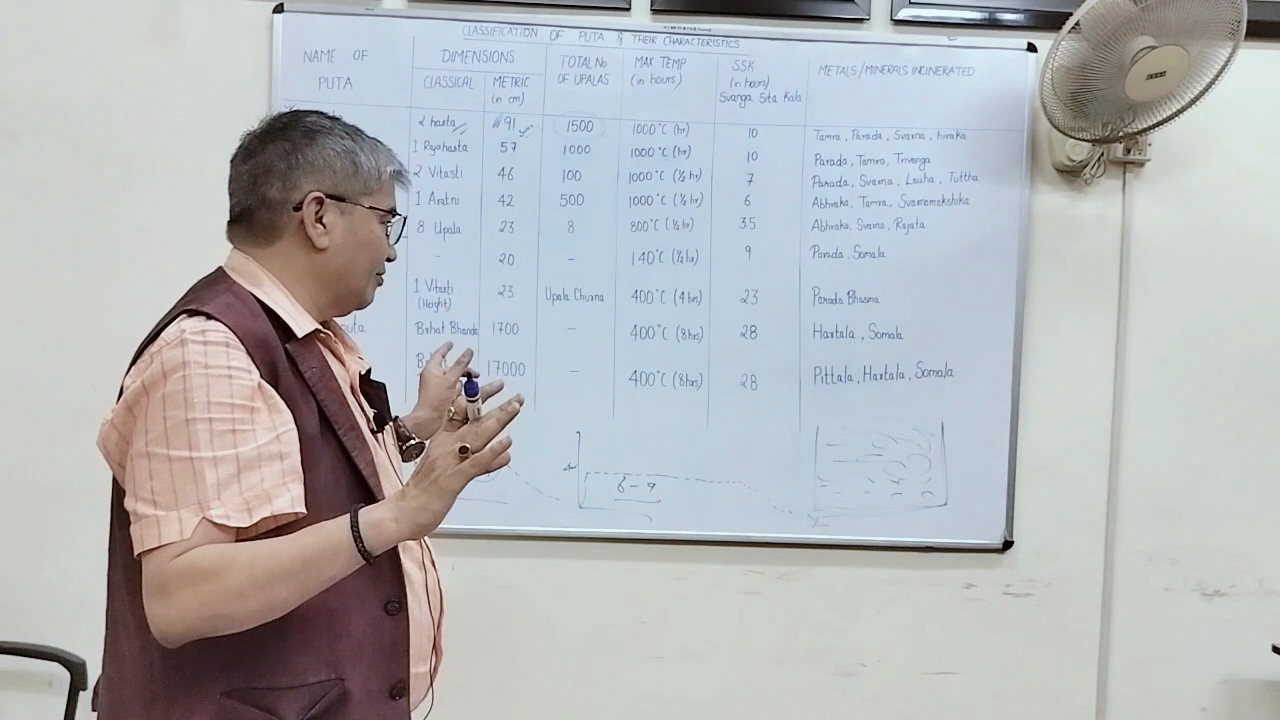 CLASSIFICATION OF PUTA & THEIR CHARACTERISTICS
NAME OF PUTA DIMENSIONS TOTAL No OF UPALAS MAX TEMP (in hours) SSK (in hours) Svanga Sita Kala METALS/MINERALS INCINERATED
CLASSICAL METRIC (in cm)
2 hasta 91 1500 1000°C (hr) 10 Tamra, Parada, Svarna, hiraka
1 Rajahasta 57 1000 1000°C (hr) 10 Parada, Tamra, Trivanga
2 Vitasti 46 100 1000°C (½ hr) 7 Parada, Svarna, Lauha, Tuttha
1 Aratni 42 500 1000°C (½ hr) 6 Abhraka, Tamra, Svarnamakshika
8 Upala 23 8 800°C (½ hr) 3.5 Abhraka, Svarna, Rajata
- 20 - 140°C (½ hr) 9 Parada, Somala
1 Vitasti (Height) 23 Upala Churna 400°C (4 hrs) 23 Parada Bhasma
puta Brhat Bhanda 1700 - 400°C (8 hrs) 28 Hartala, Somala
17000 - 400°C (8 hrs) 28 Pittala, Hartala, Somala
6-9